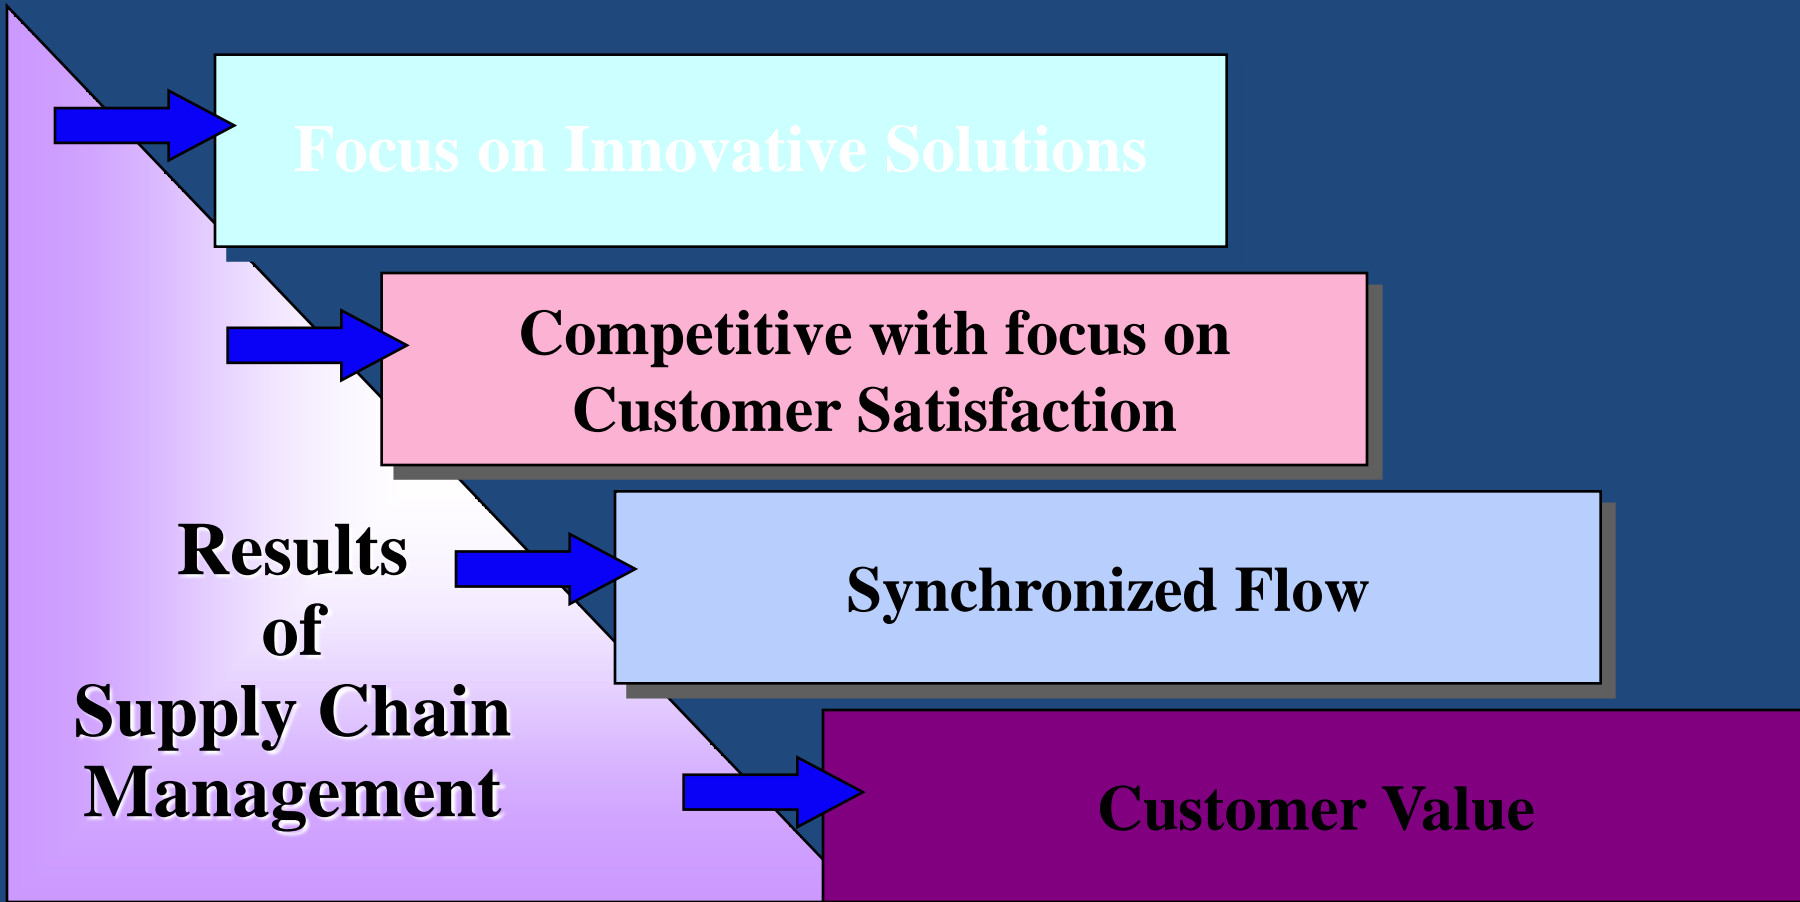 Focus on Innovative Solutions
Competitive with focus on
Customer Satisfaction
Synchronized Flow
Customer Value
Results
of
Supply Chain
Management